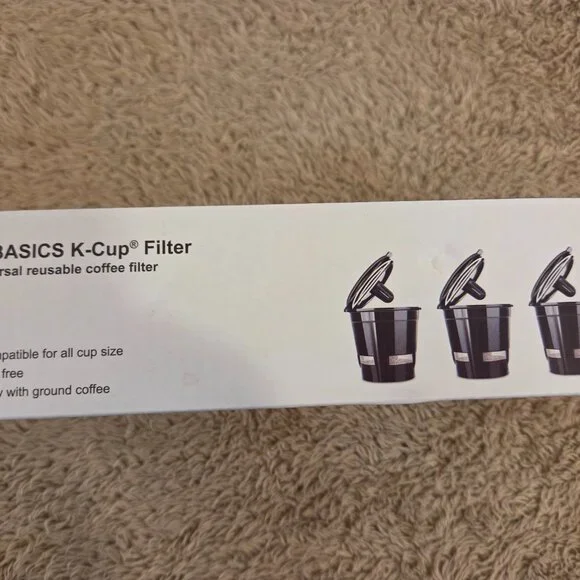 BASICS K-Cup® Filter
rsal reusable coffee filter
patible for all cup size
free
with ground coffee